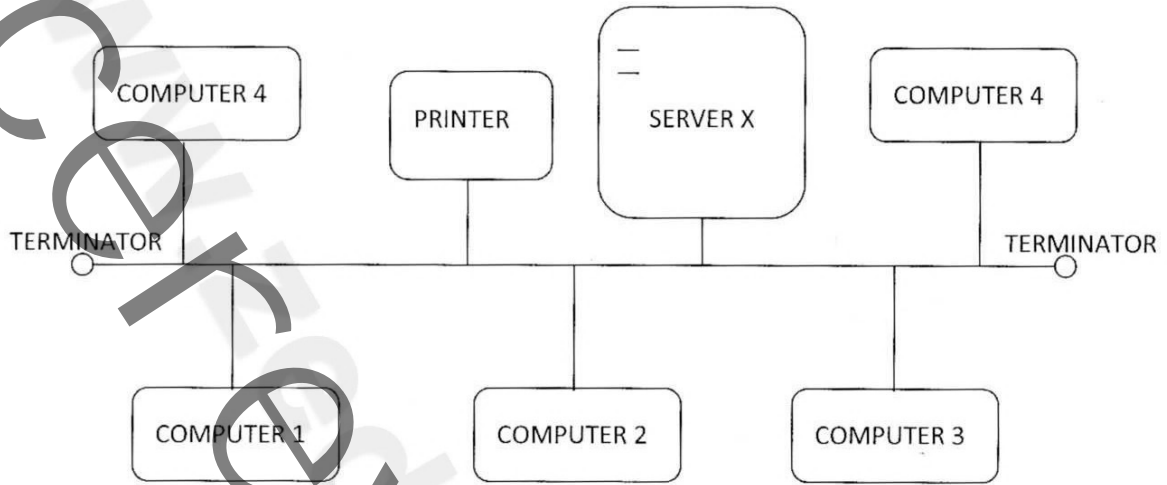 COMPUTER 4
PRINTER
SERVER X
COMPUTER 4
TERMINATOR
TERMINATOR
COMPUTER 1
COMPUTER 2
COMPUTER 3